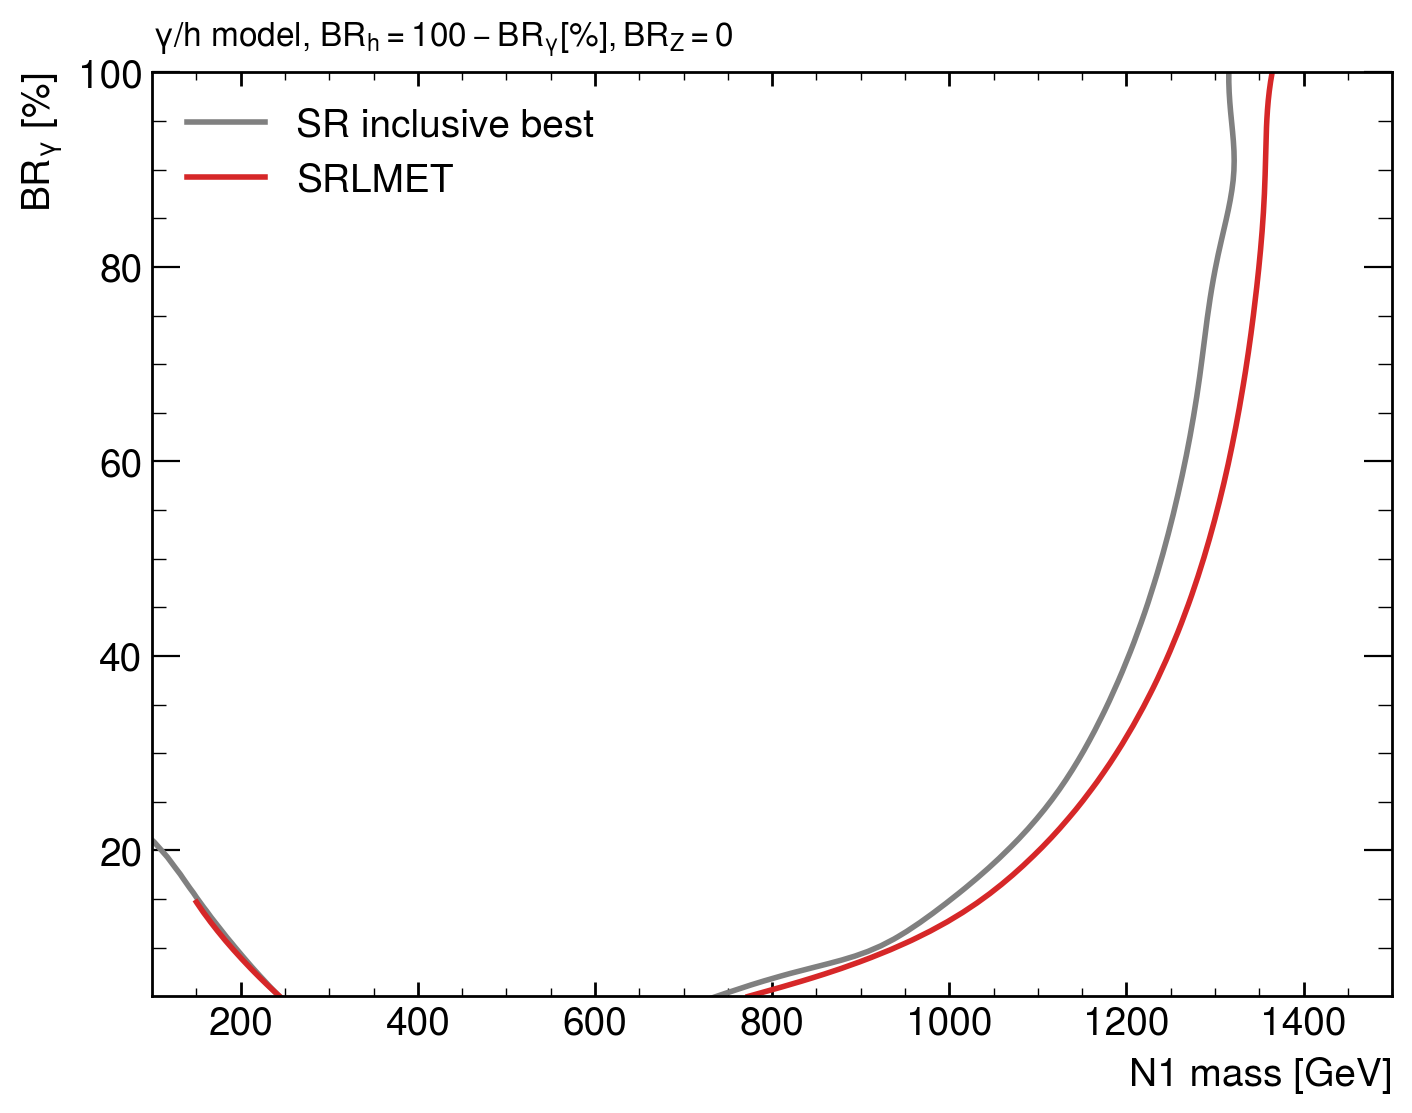 γ/h model, BRh = 100 − BRγ[%], BRZ = 0
BRγ [%]
100
80
60
40
20
SR inclusive best
SRLMET
200 400 600 800 1000 1200 1400
N1 mass [GeV]